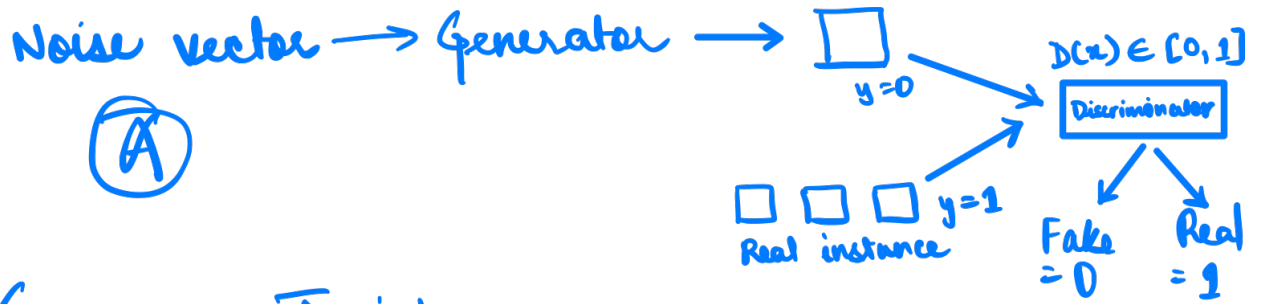 Noise vector → Generator →
y=0
D(x) ∈ [0,1]
Discriminator
A
y=1
Real instance
Fake
= 0
Real
= 1